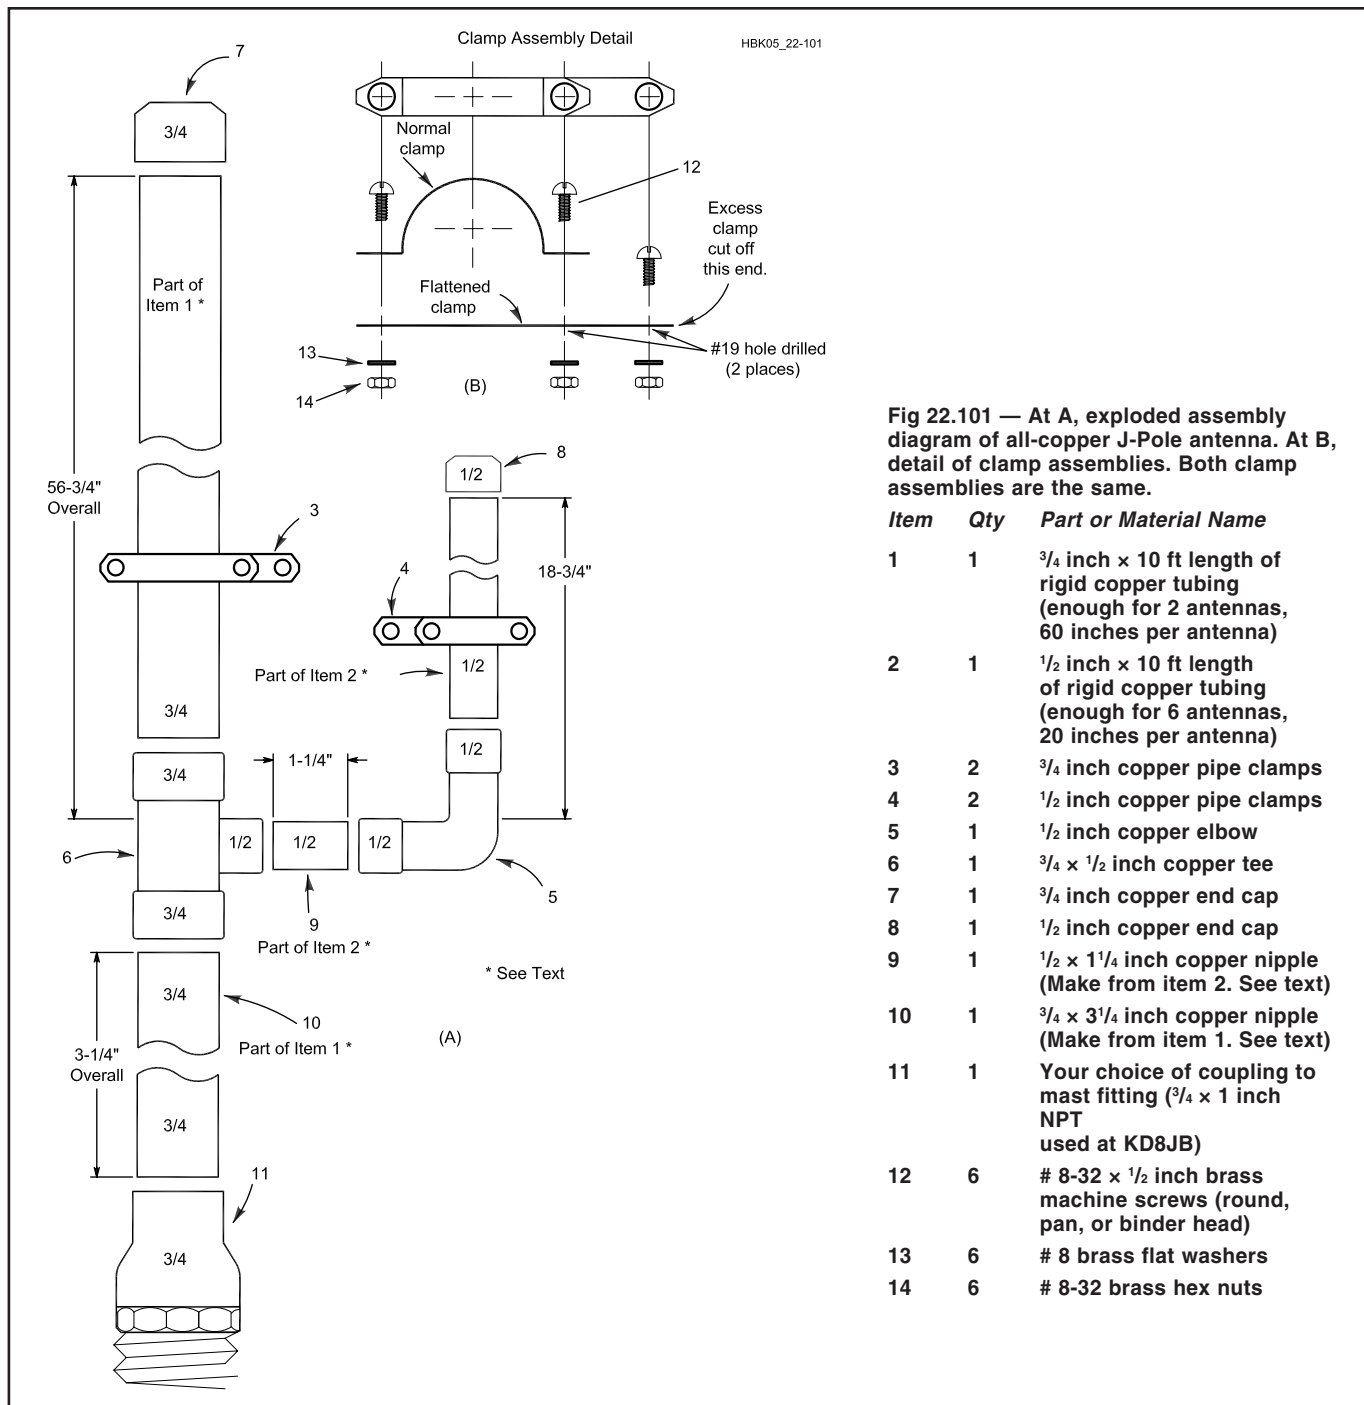 Clamp Assembly Detail
HBK05_22-101
7
3/4
Normal
clamp
12
Excess
clamp
cut off
this end.
Part of
Item 1 *
Flattened
clamp
#19 hole drilled
(2 places)
13
14
(B)
56-3/4"
Overall
3
8
1/2
18-3/4"
4
Part of Item 2 *
1/2
3/4
1/2
1-1/4"
3/4
6
1/2
1/2
1/2
5
3/4
9
Part of Item 2 *
* See Text
3/4
10
Part of Item 1 *
(A)
3-1/4"
Overall
3/4
11
3/4
Fig 22.101 — At A, exploded assembly
diagram of all-copper J-Pole antenna. At B,
detail of clamp assemblies. Both clamp
assemblies are the same.
Item Qty Part or Material Name
1 1 3/4 inch × 10 ft length of
rigid copper tubing
(enough for 2 antennas,
60 inches per antenna)
2 1 1/2 inch × 10 ft length
of rigid copper tubing
(enough for 6 antennas,
20 inches per antenna)
3 2 3/4 inch copper pipe clamps
4 2 1/2 inch copper pipe clamps
5 1 1/2 inch copper elbow
6 1 3/4 × 1/2 inch copper tee
7 1 3/4 inch copper end cap
8 1 1/2 inch copper end cap
9 1 1/2 × 1 1/4 inch copper nipple
(Make from item 2. See text)
10 1 3/4 × 3 1/4 inch copper nipple
(Make from item 1. See text)
11 1 Your choice of coupling to
mast fitting (3/4 × 1 inch
NPT
used at KD8JB)
12 6 # 8-32 × 1/2 inch brass
machine screws (round,
pan, or binder head)
13 6 # 8 brass flat washers
14 6 # 8-32 brass hex nuts